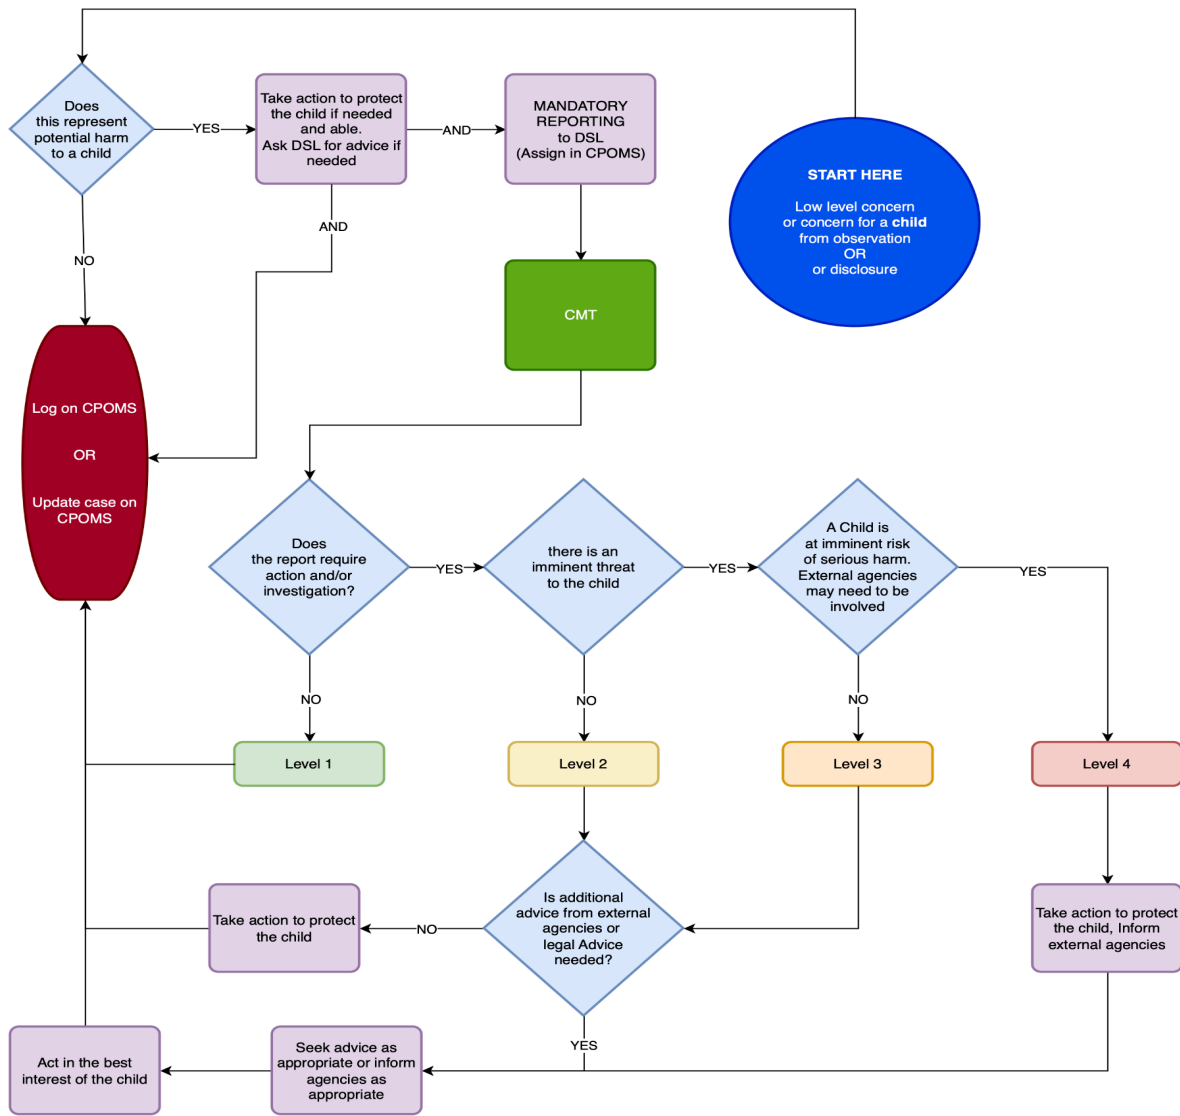 START HERE
Low level concern
or concern for a child
from observation
OR
or disclosure
Does
this represent
potential harm
to a child
YES
Take action to protect
the child if needed
and able.
Ask DSL for advice if
needed
AND
MANDATORY
REPORTING
to DSL
(Assign in CPOMS)
AND
NO
CMT
Log on CPOMS
OR
Update case on
CPOMS
Does
the report require
action and/or
investigation?
YES
there is an
imminent threat
to the child
YES
A Child is
at imminent risk
of serious harm.
External agencies
may need to be
involved
YES
NO
NO
NO
Level 1
Level 2
Level 3
Level 4
Is additional
advice from external
agencies or
legal Advice
needed?
NO
Take action to protect
the child
Take action to protect
the child, Inform
external agencies
YES
Seek advice as
appropriate or inform
agencies as
appropriate
Act in the best
interest of the child